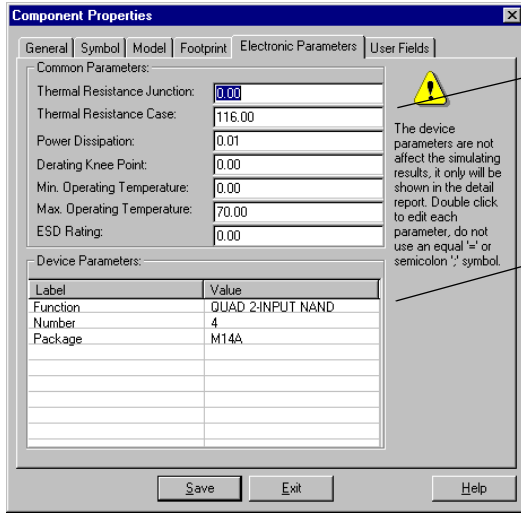 Component Properties
General Symbol Model Footprint Electronic Parameters User Fields
Common Parameters:
Thermal Resistance Junction: 0.00
Thermal Resistance Case: 116.00
Power Dissipation: 0.01
Derating Knee Point: 0.00
Min. Operating Temperature: 0.00
Max. Operating Temperature: 70.00
ESD Rating: 0.00
The device
parameters are not
affect the simulating
results, it only will be
shown in the detail
report. Double click
to edit each
parameter, do not
use an equal '=' or
semicolon ';' symbol.
Device Parameters:
Label Value
Function QUAD 2-INPUT NAND
Number 4
Package M14A
Save Exit Help